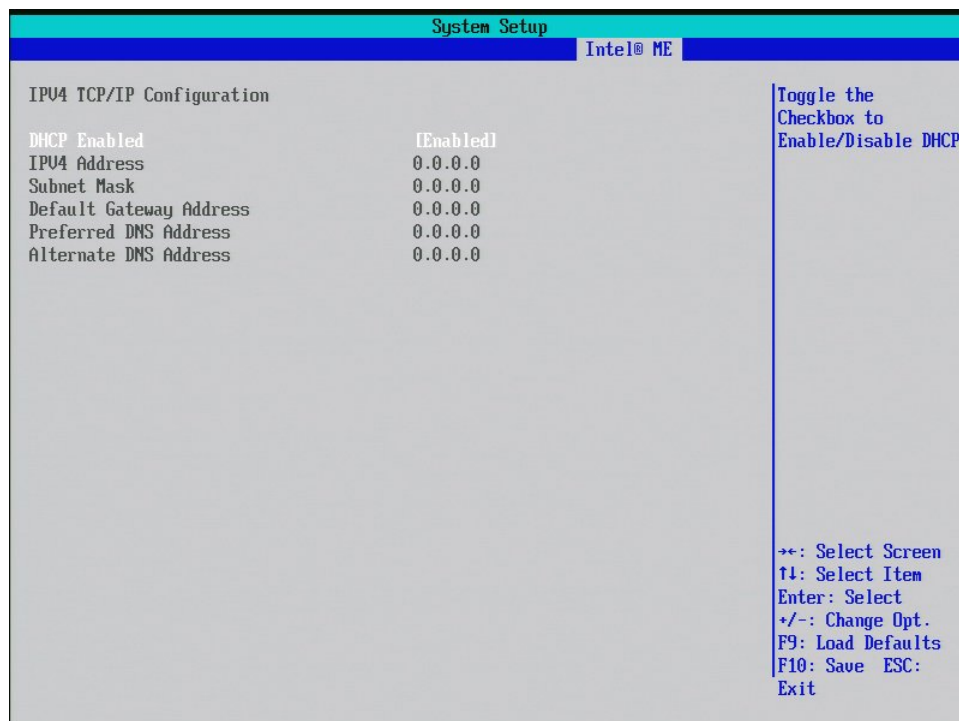 System Setup
Intel® ME
IPV4 TCP/IP Configuration
DHCP Enabled [Enabled]
IPV4 Address 0.0.0.0
Subnet Mask 0.0.0.0
Default Gateway Address 0.0.0.0
Preferred DNS Address 0.0.0.0
Alternate DNS Address 0.0.0.0
Toggle the
Checkbox to
Enable/Disable DHCP
→←: Select Screen
↑↓: Select Item
Enter: Select
+/-: Change Opt.
F9: Load Defaults
F10: Save ESC:
Exit